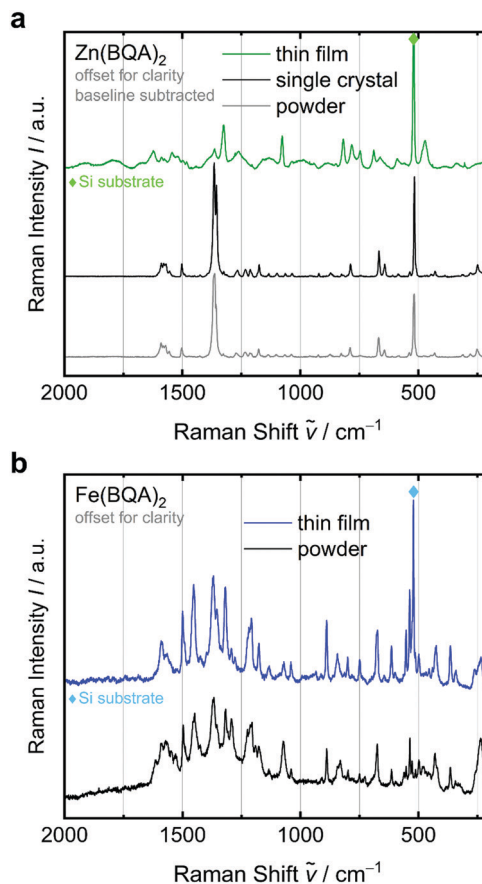 a
Zn(BQA)₂
offset for clarity
baseline subtracted
thin film
single crystal
powder
♦Si substrate
Raman Intensity I / a.u.
2000 1500 1000 500
Raman Shift ṽ / cm⁻¹
b
Fe(BQA)₂
offset for clarity
thin film
powder
♦Si substrate
Raman Intensity I / a.u.
2000 1500 1000 500
Raman Shift ṽ / cm⁻¹